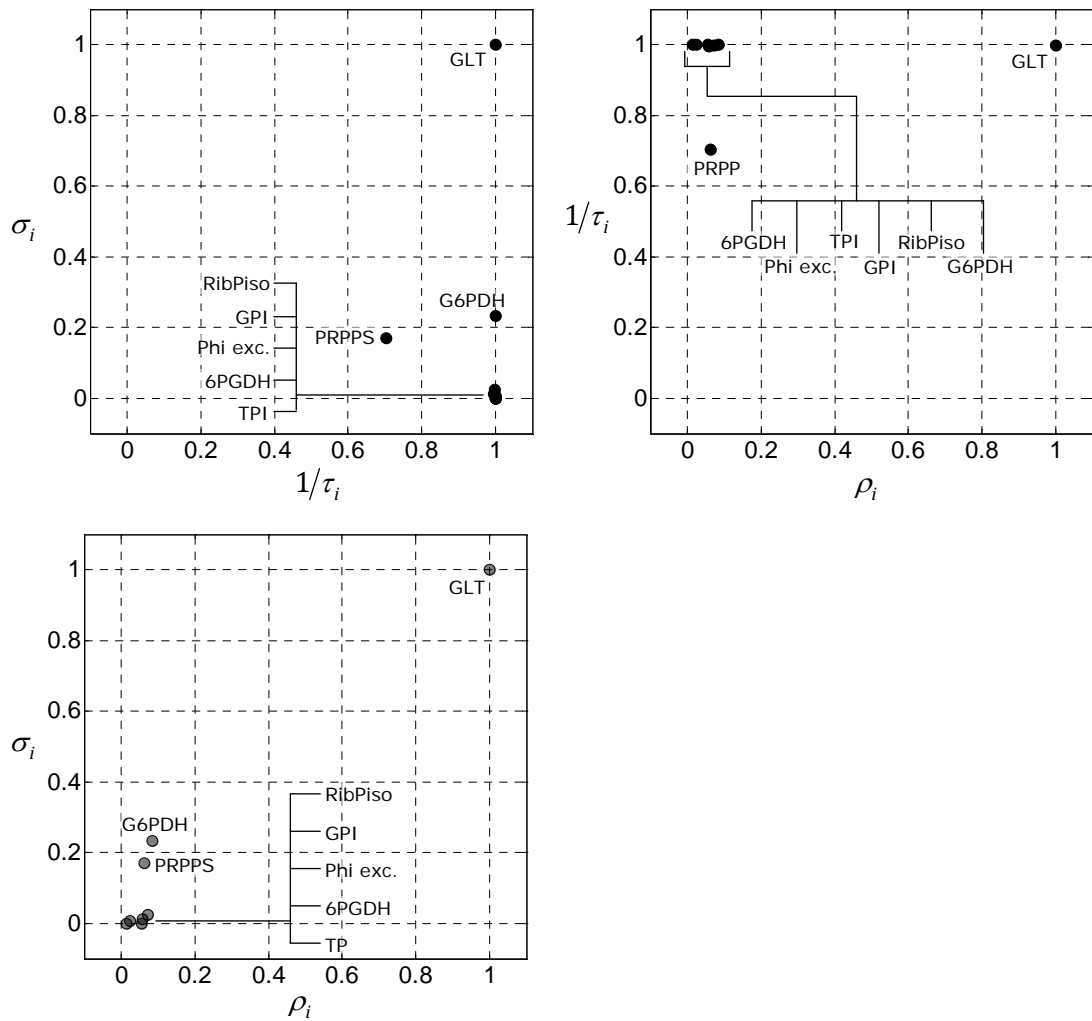 1
0.8
0.6
0.4
0.2
0
σi
GLT
RibPiso
GPI
Phi exc.
6PGDH
TPI
PRPPS
G6PDH
0 0.2 0.4 0.6 0.8 1
1/τi
1
0.8
0.6
0.4
0.2
0
1/τi
GLT
PRPP
6PGDH
Phi exc.
TPI
GPI
RibPiso
G6PDH
0 0.2 0.4 0.6 0.8 1
ρi
1
0.8
0.6
0.4
0.2
0
σi
GLT
G6PDH
PRPPS
RibPiso
GPI
Phi exc.
6PGDH
TP
0 0.2 0.4 0.6 0.8 1
ρi